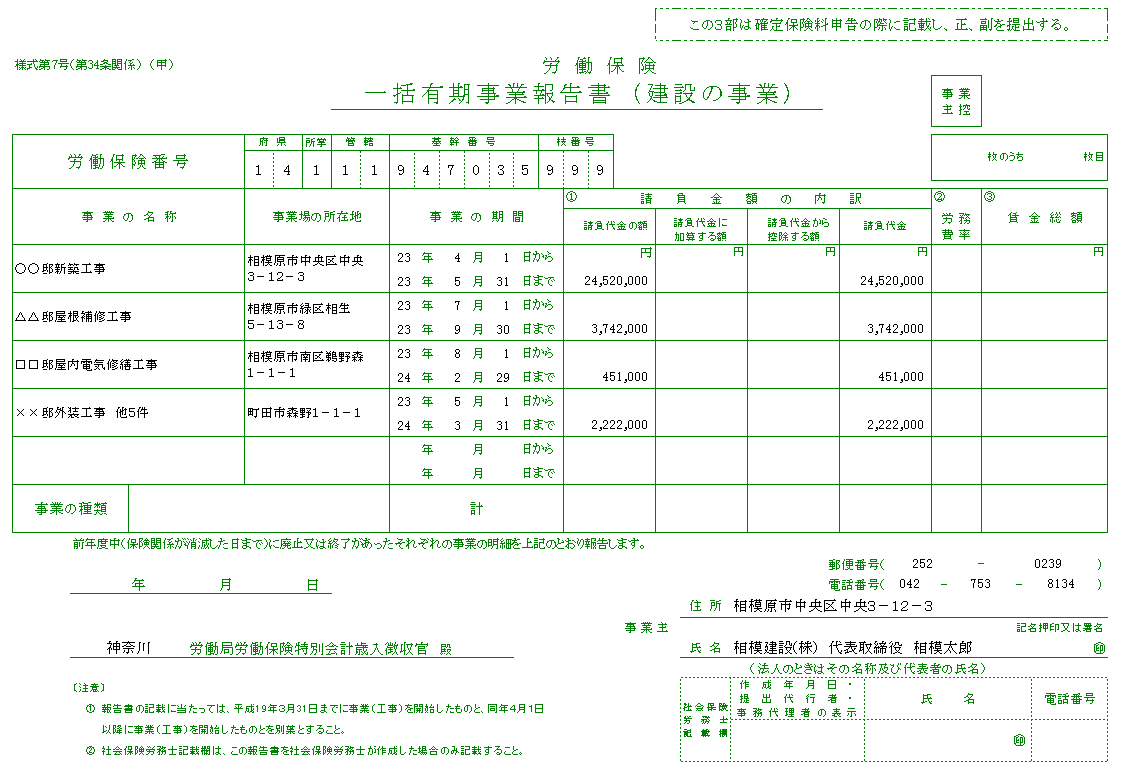 この3部は確定保険料申告の際に記載し、正、副を提出する。
様式第7号(第34条関係)（甲）
労働保険
一括有期事業報告書（建設の事業）
事業主控
枚のうち 枚目
労働保険番号
府県 所掌 管轄 基幹番号 枝番号
1 4 1 1 1 9 4 7 0 3 5 9 9 9
事業の名称 事業場の所在地 事業の期間
① 請負金額の内訳
請負代金の額 請負代金に加算する額 請負代金から控除する額 請負代金
② 労務費率
③ 賃金総額
円 円 円 円 円
〇〇邸新築工事 相模原市中央区中央
3－12－3
23 年 4 月 1 日から
23 年 5 月 31 日まで 24,520,000 24,520,000
△△邸屋根補修工事 相模原市緑区相生
5－13－8
23 年 7 月 1 日から
23 年 9 月 30 日まで 3,742,000 3,742,000
□□邸屋内電気修繕工事 相模原市南区鵜野森
1－1－1
23 年 8 月 1 日から
24 年 2 月 29 日まで 451,000 451,000
××邸外装工事 他5件 町田市森野1－1－1
23 年 5 月 1 日から
24 年 3 月 31 日まで 2,222,000 2,222,000
年 月 日から
年 月 日まで
事業の種類 計
前年度中(保険関係が消滅した日まで)に廃止又は終了があったそれぞれの事業の明細を上記のとおり報告します。
郵便番号( 252 － 0239 )
電話番号( 042 － 753 － 8134 )
年 月 日
住所 相模原市中央区中央3－12－3
事業主
記名押印又は署名
神奈川 労働局労働保険特別会計歳入徴収官 殿
氏名 相模建設(株) 代表取締役 相模太郎 ㊞
（法人のときはその名称及び代表者の氏名）
〔注意〕
① 報告書の記載に当たっては、平成19年3月31日までに事業（工事）を開始したものと、同年4月1日
以降に事業（工事）を開始したものとを別葉とすること。
② 社会保険労務士記載欄は、この報告書を社会保険労務士が作成した場合のみ記載すること。
社会保険労務士記載欄
作成年月日・
提出代行者・
事務代理者の表示
氏名
電話番号
㊞